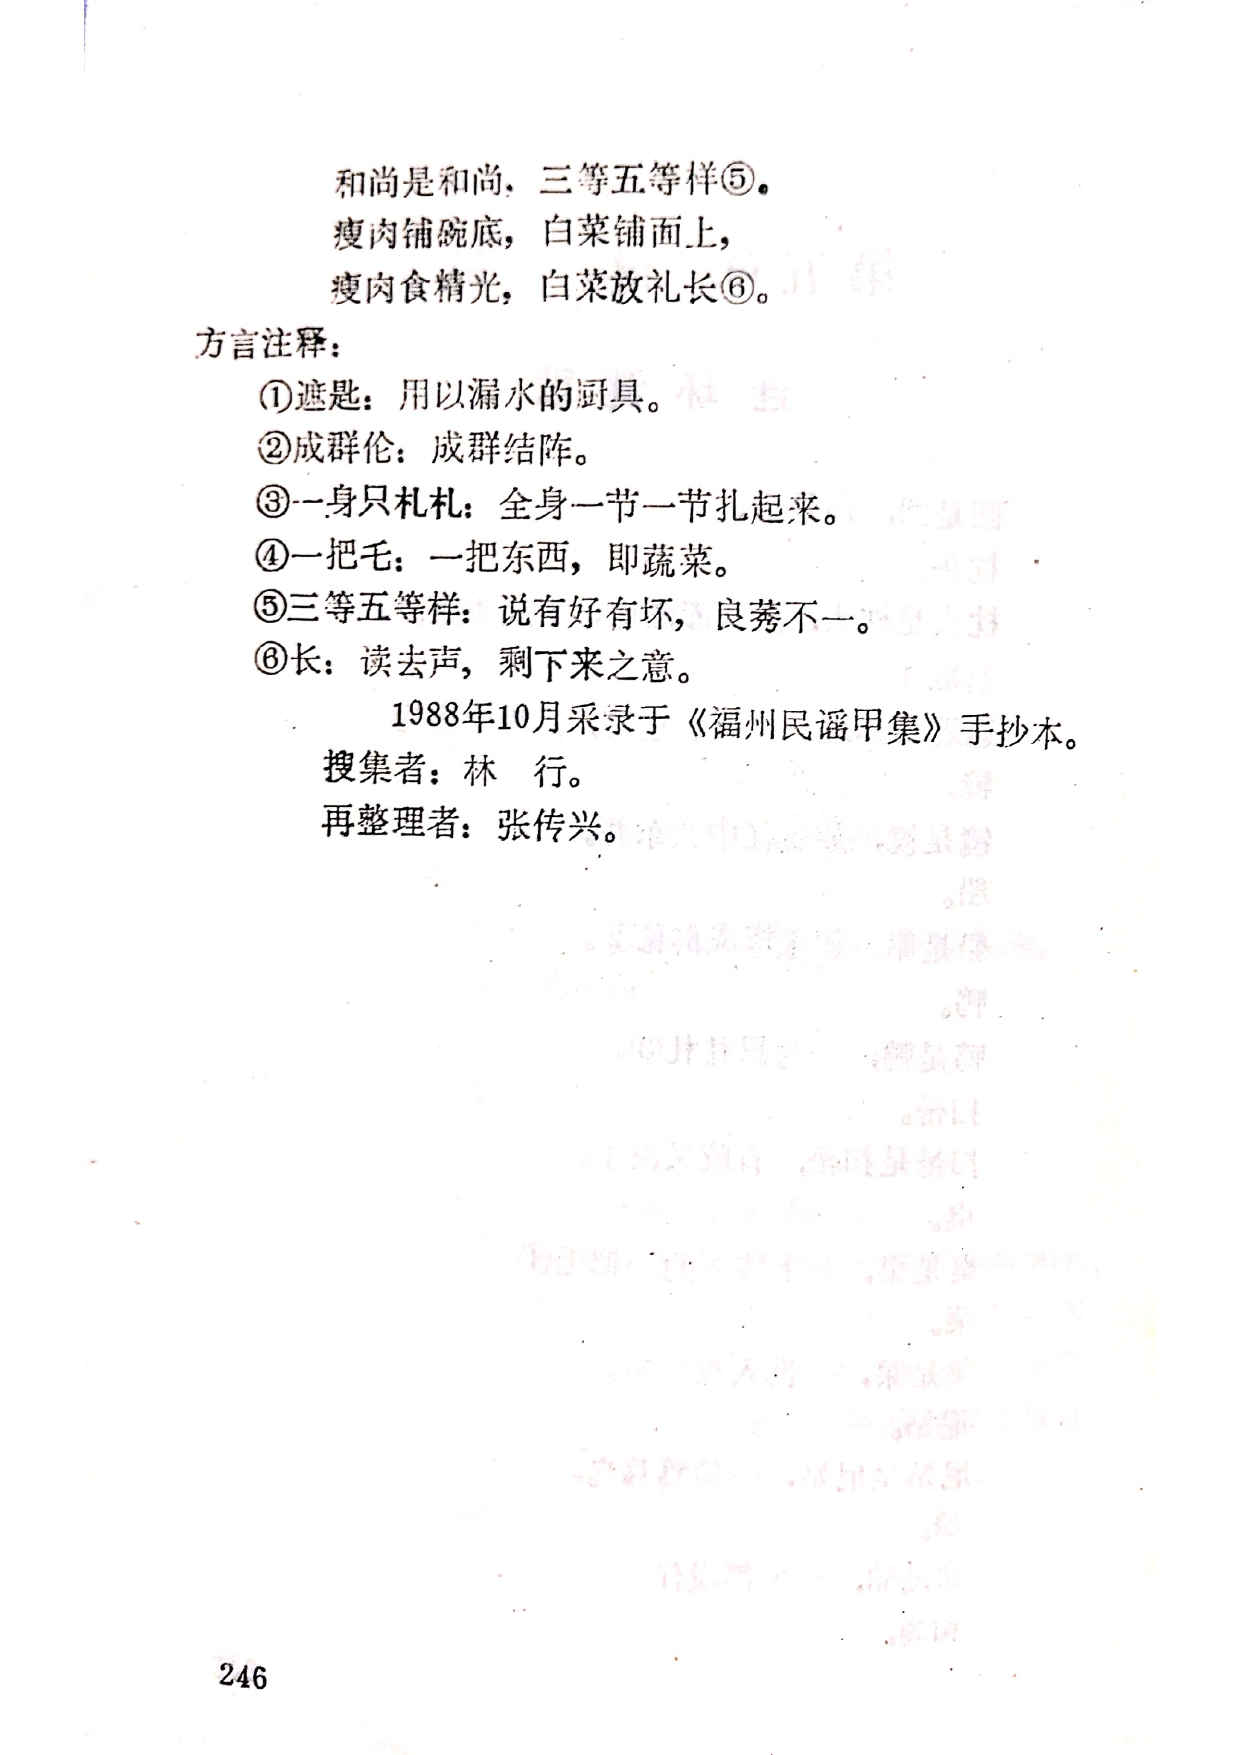 和尚是和尚，三等五等样⑤。
瘦肉铺碗底，白菜铺面上，
瘦肉食精光，白菜放礼长⑥。
方言注释：
①遮匙：用以漏水的厨具。
②成群伦：成群结阵。
③一身只札札：全身一节一节扎起来。
④一把毛：一把东西，即蔬菜。
⑤三等五等样：说有好有坏，良莠不一。
⑥长：读去声，剩下来之意。
1988年10月采录于《福州民谣甲集》手抄本。
搜集者：林　行。
再整理者：张传兴。
246